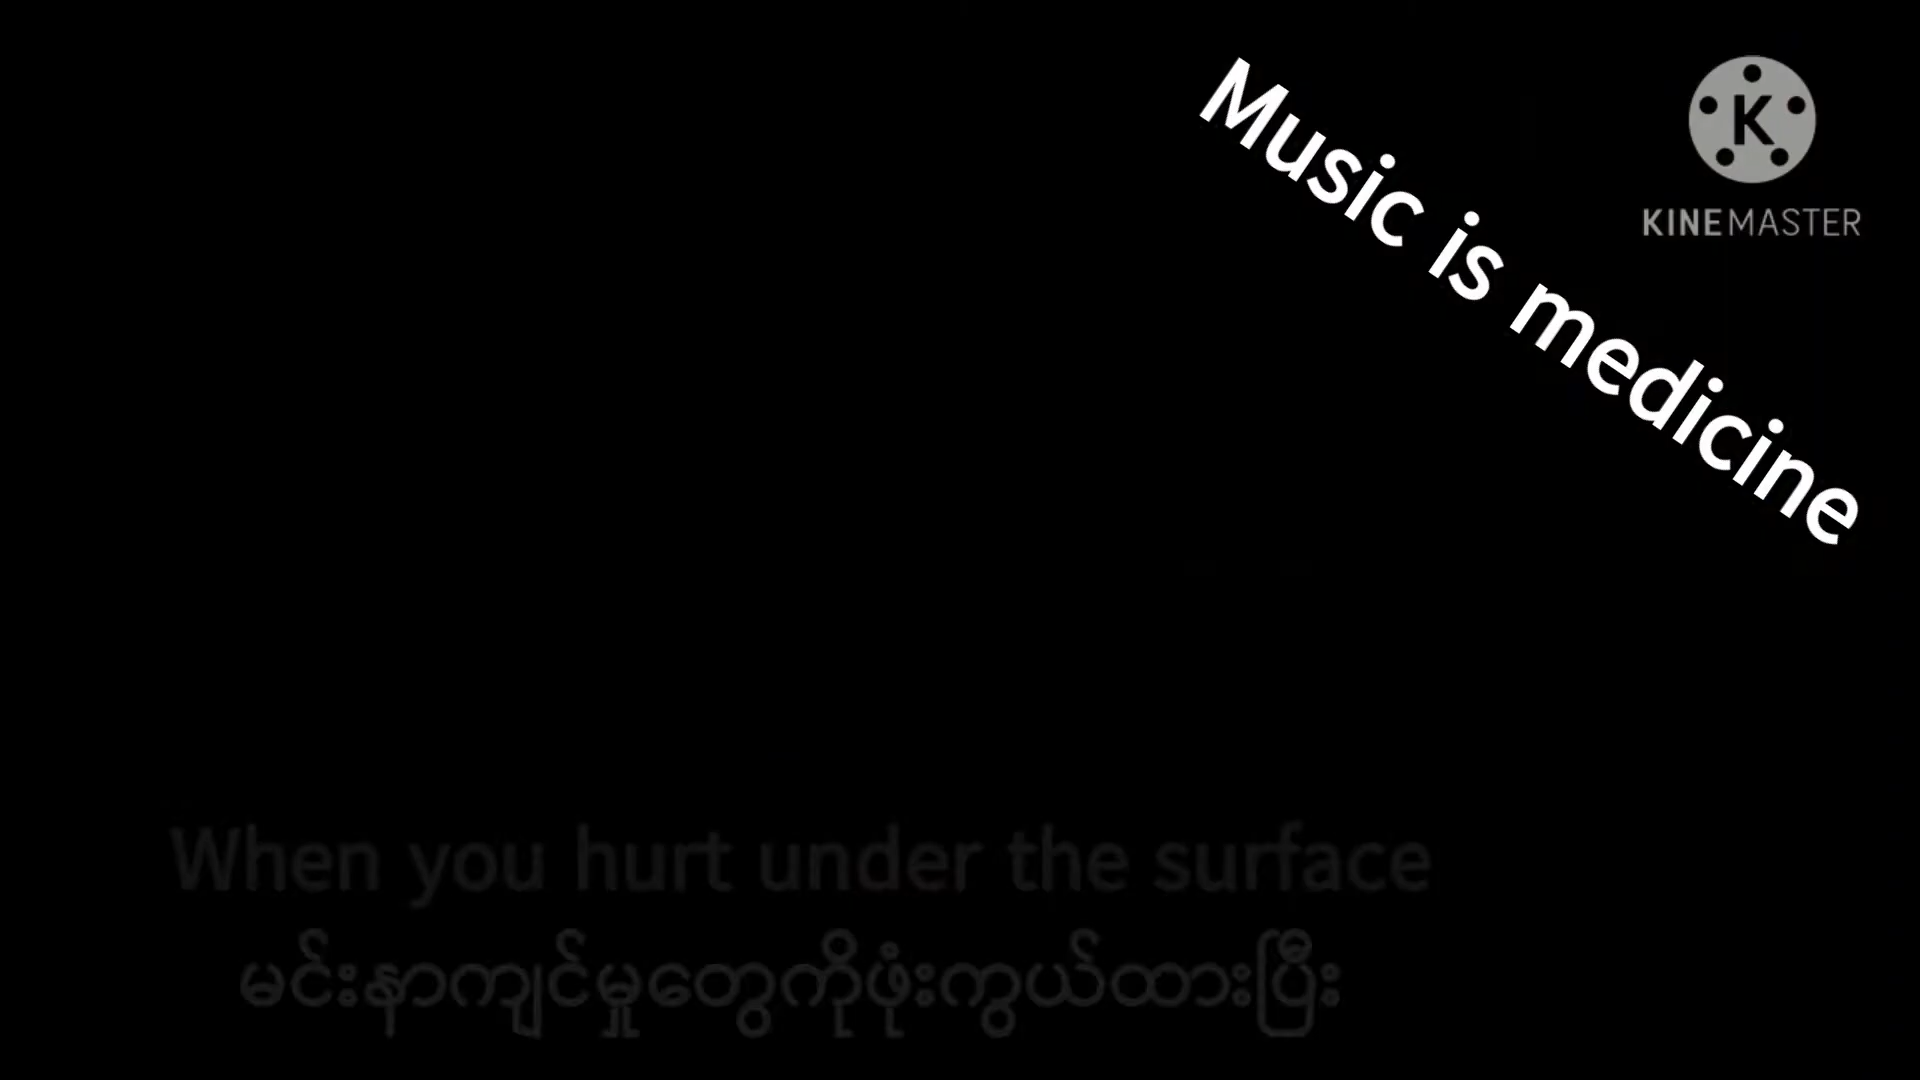 Music is medicine
K
KINEMASTER
When you hurt under the surface
မင်းနာကျင်မှုတွေကိုဖုံးကွယ်ထားပြီး